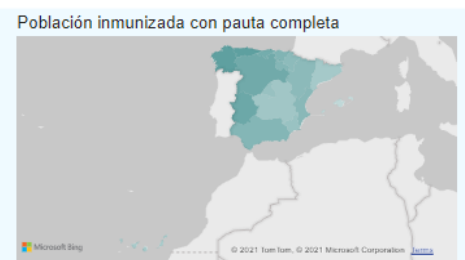 Población inmunizada con pauta completa
Microsoft Bing
© 2021 TomTom, © 2021 Microsoft Corporation Terms